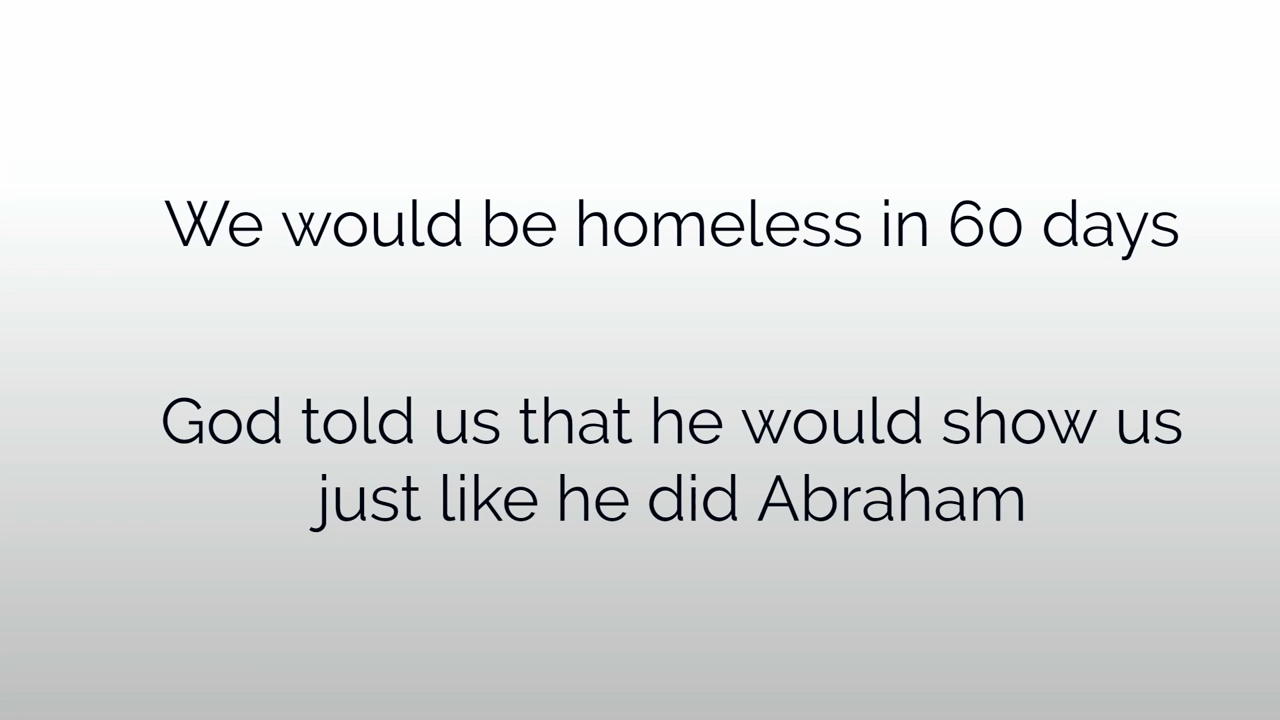 We would be homeless in 60 days
God told us that he would show us
just like he did Abraham